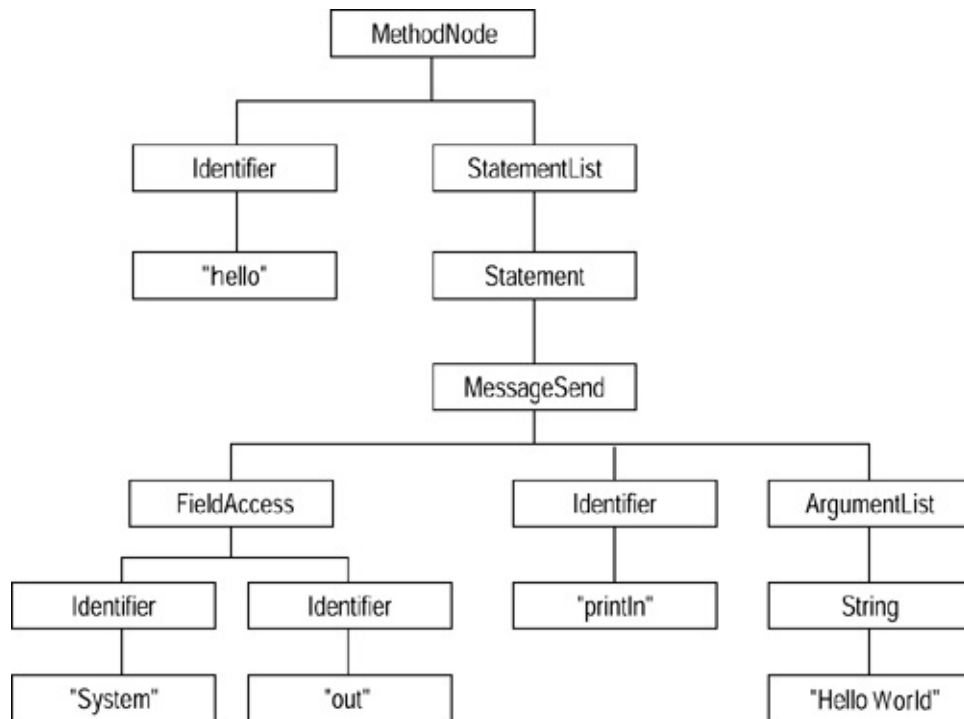 MethodNode
Identifier
StatementList
"hello"
Statement
MessageSend
FieldAccess
Identifier
ArgumentList
Identifier
Identifier
"println"
String
"System"
"out"
"Hello World"